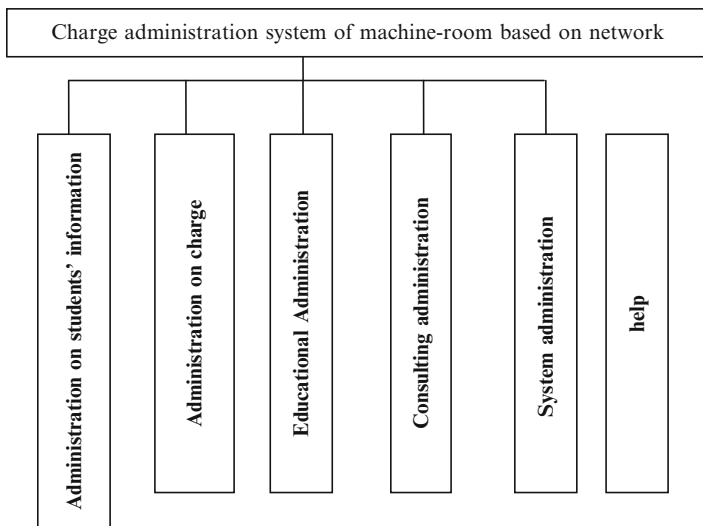 Charge administration system of machine-room based on network
Administration on students’ information
Administration on charge
Educational Administration
Consulting administration
System administration
help